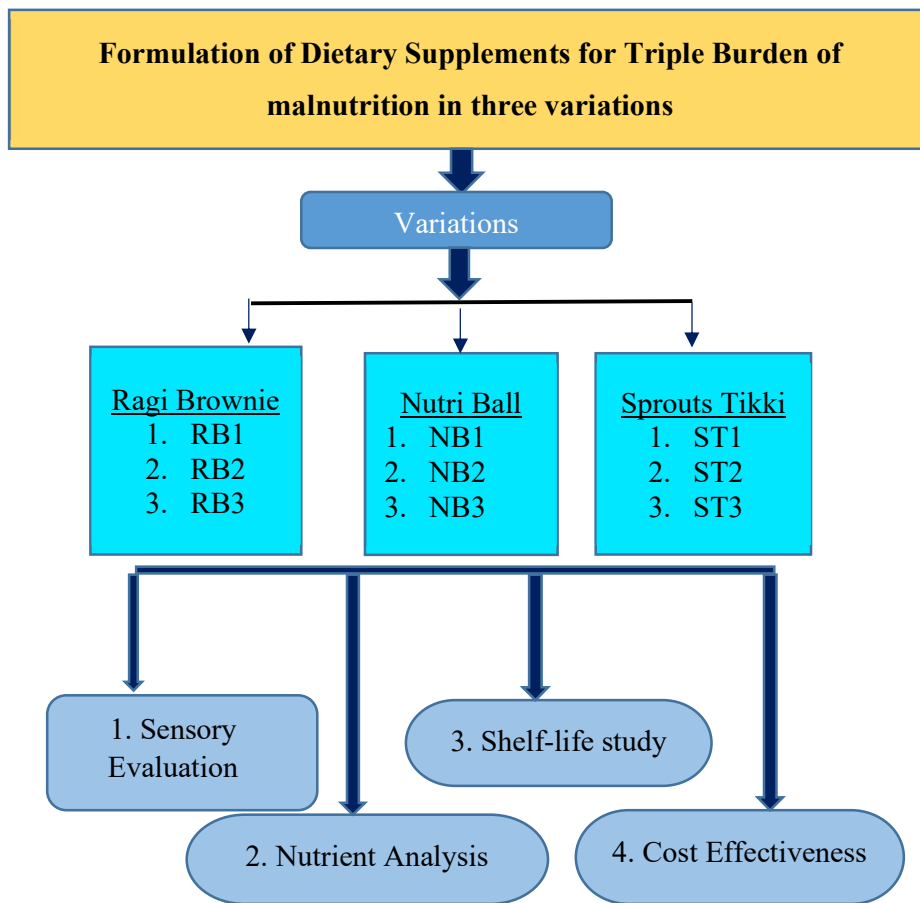 Formulation of Dietary Supplements for Triple Burden of
malnutrition in three variations
Variations
Ragi Brownie
1. RB1
2. RB2
3. RB3
Nutri Ball
1. NB1
2. NB2
3. NB3
Sprouts Tikki
1. ST1
2. ST2
3. ST3
1. Sensory
Evaluation
2. Nutrient Analysis
3. Shelf-life study
4. Cost Effectiveness